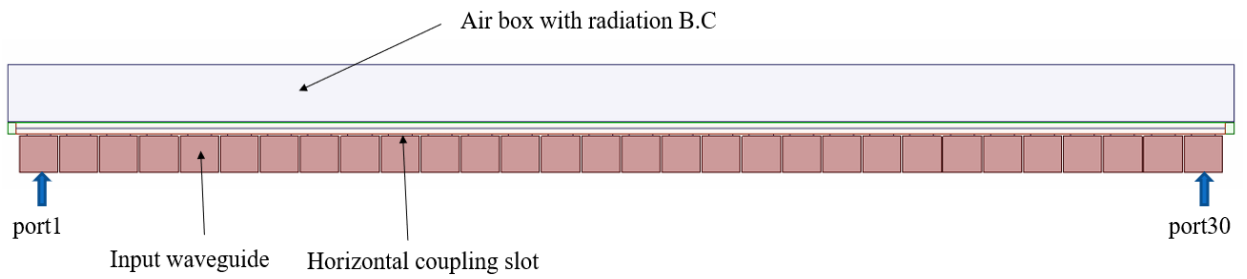 Air box with radiation B.C
port1
port30
Input waveguide
Horizontal coupling slot